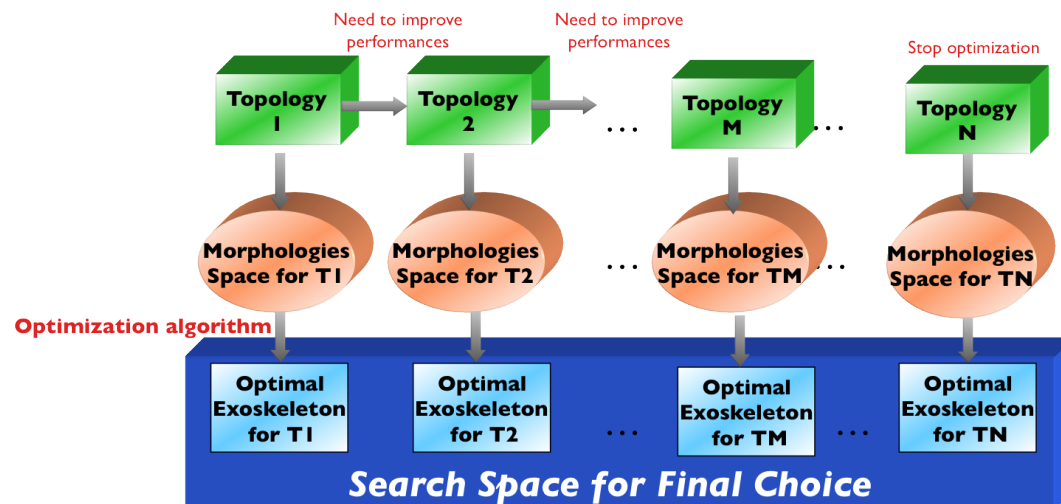 Need to improve
performances
Need to improve
performances
Stop optimization
Topology
1
Topology
2
...
Topology
M
...
Topology
N
Morphologies
Space for T1
Morphologies
Space for T2
...
Morphologies
Space for TM
...
Morphologies
Space for TN
Optimization algorithm
Optimal
Exoskeleton
for T1
Optimal
Exoskeleton
for T2
...
Optimal
Exoskeleton
for TM
...
Optimal
Exoskeleton
for TN
Search Space for Final Choice